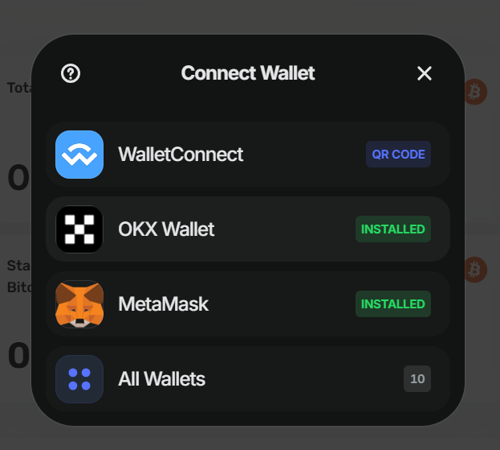 Connect Wallet
Tota
WalletConnect
QR CODE
0
OKX Wallet
INSTALLED
Sta
Bitc
MetaMask
INSTALLED
0
All Wallets
10